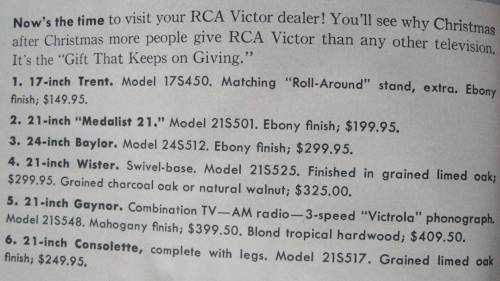 Now's the time to visit your RCA Victor dealer! You'll see why Christmas
after Christmas more people give RCA Victor than any other television.
It's the “Gift That Keeps on Giving.”
1. 17-inch Trent. Model 17S450. Matching “Roll-Around” stand, extra. Ebony
finish; $149.95.
2. 21-inch “Medalist 21.” Model 21S501. Ebony finish; $199.95.
3. 24-inch Baylor. Model 24S512. Ebony finish; $299.95.
4. 21-inch Wister. Swivel-base. Model 21S525. Finished in grained limed oak;
$299.95. Grained charcoal oak or natural walnut; $325.00.
5. 21-inch Gaynor. Combination TV—AM radio—3-speed “Victrola” phonograph.
Model 21S548. Mahogany finish; $399.50. Blond tropical hardwood; $409.50.
6. 21-inch Consolette, complete with legs. Model 21S517. Grained limed oak
finish; $249.95.